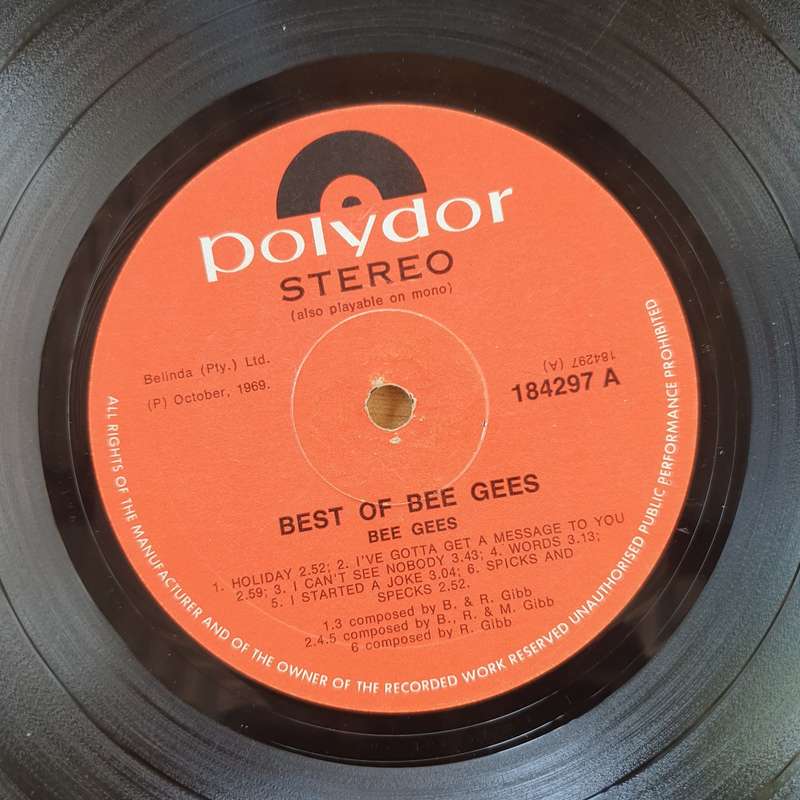 polydor
STEREO
(also playable on mono)
Belinda (Pty.) Ltd.
(P) October, 1969.
184297 (A)
184297 A
BEST OF BEE GEES
BEE GEES
1. HOLIDAY 2.52; 2. I'VE GOTTA GET A MESSAGE TO YOU
2.59; 3. I CAN'T SEE NOBODY 3.43; 4. WORDS 3.13;
5. I STARTED A JOKE 3.04; 6. SPICKS AND
SPECKS 2.52.
1.3 composed by B. & R. Gibb
2.4.5 composed by B., R. & M. Gibb
6 composed by R. Gibb
ALL RIGHTS OF THE MANUFACTURER AND OF THE OWNER OF THE RECORDED WORK RESERVED UNAUTHORISED PUBLIC PERFORMANCE PROHIBITED